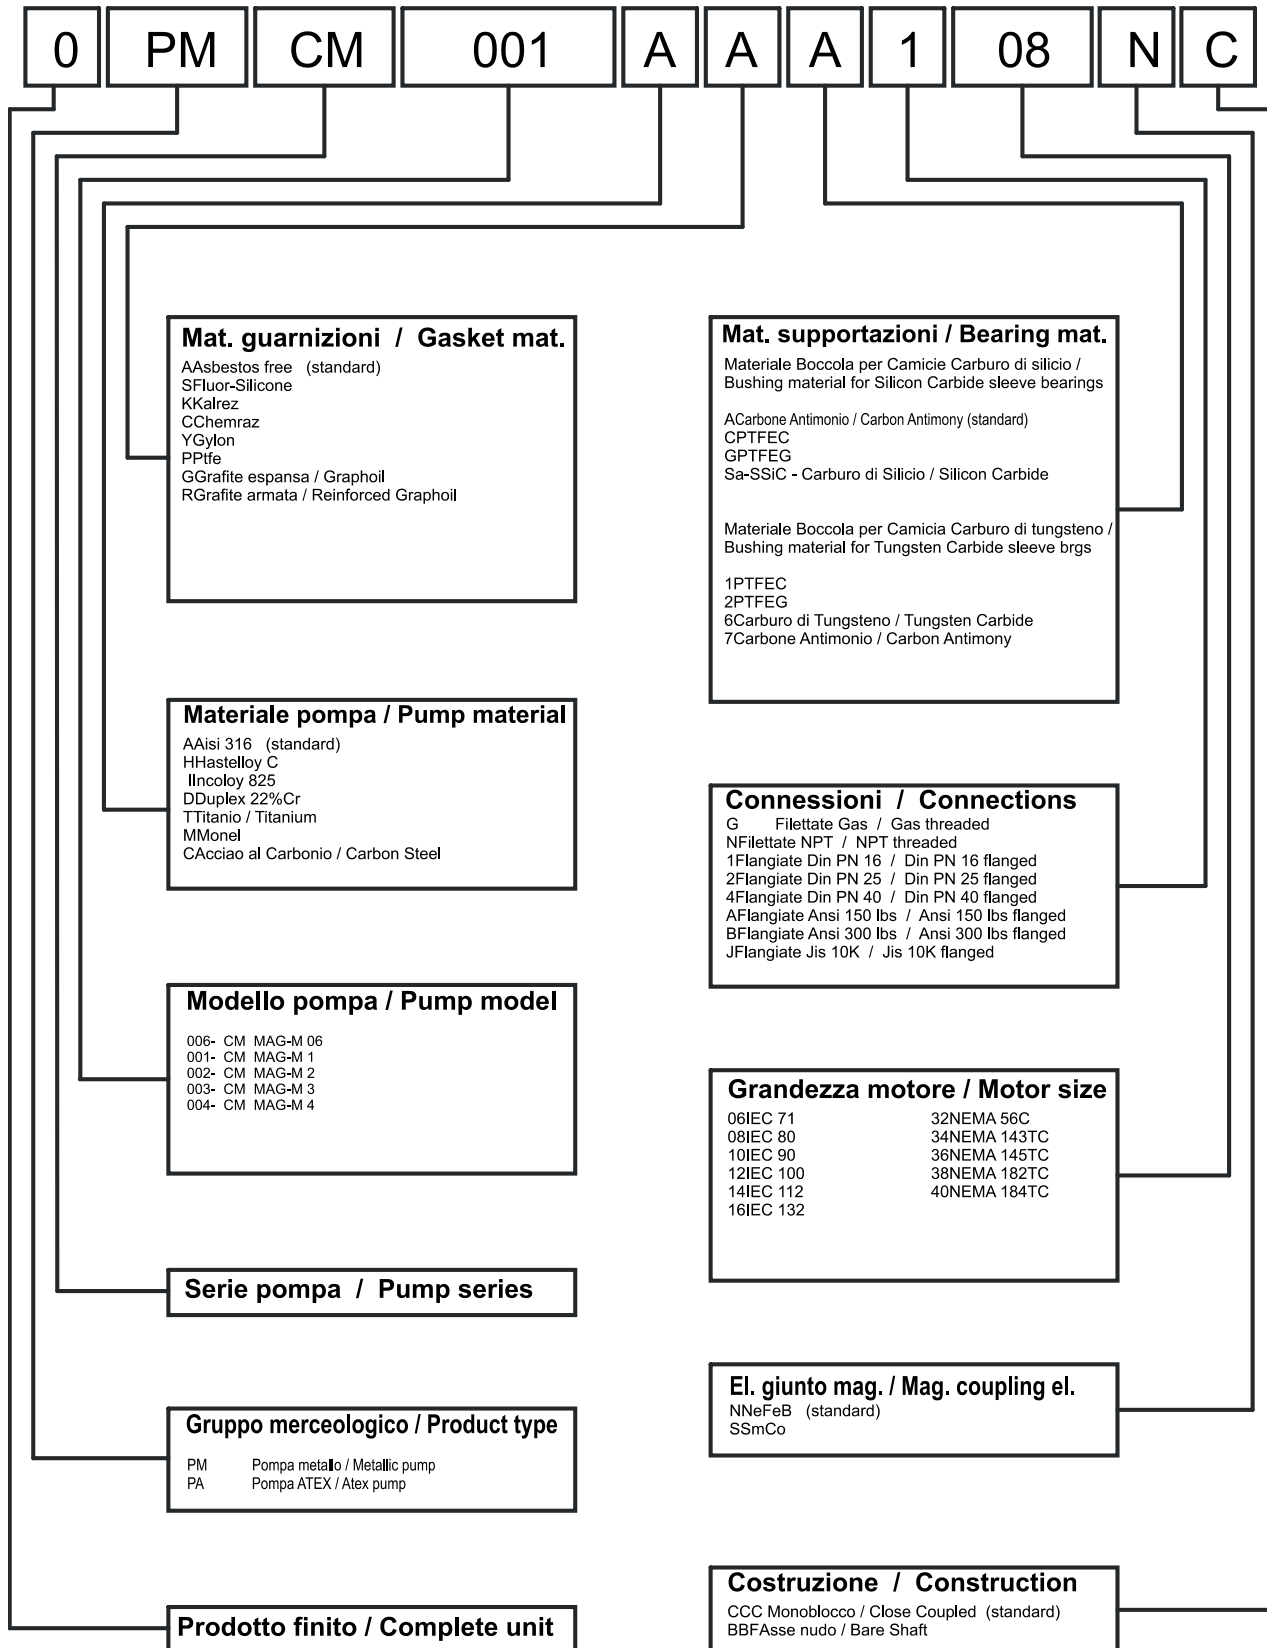 0 PM CM 001 A A A 1 08 N C
Mat. guarnizioni / Gasket mat.
AAsbestos free (standard)
SFluor-Silicone
KKalrez
CChemraz
YGylon
PPtfe
GGrafite espansa / Graphoil
RGrafite armata / Reinforced Graphoil
Materiale pompa / Pump material
AAisi 316 (standard)
HHastelloy C
IIncoloy 825
DDuplex 22%Cr
TTitanio / Titanium
MMonel
CAcciao al Carbonio / Carbon Steel
Modello pompa / Pump model
006- CM MAG-M 06
001- CM MAG-M 1
002- CM MAG-M 2
003- CM MAG-M 3
004- CM MAG-M 4
Serie pompa / Pump series
Gruppo merceologico / Product type
PM Pompa metallo / Metallic pump
PA Pompa ATEX / Atex pump
Prodotto finito / Complete unit
Mat. supportazioni / Bearing mat.
Materiale Boccola per Camicie Carburo di silicio /
Bushing material for Silicon Carbide sleeve bearings
ACarbone Antimonio / Carbon Antimony (standard)
CPTFEC
GPTFEG
Sa-SSiC - Carburo di Silicio / Silicon Carbide
Materiale Boccola per Camicia Carburo di tungsteno /
Bushing material for Tungsten Carbide sleeve brgs
1PTFEC
2PTFEG
6Carburo di Tungsteno / Tungsten Carbide
7Carbone Antimonio / Carbon Antimony
Connessioni / Connections
G Filettate Gas / Gas threaded
NFilettate NPT / NPT threaded
1Flangiate Din PN 16 / Din PN 16 flanged
2Flangiate Din PN 25 / Din PN 25 flanged
4Flangiate Din PN 40 / Din PN 40 flanged
AFlangiate Ansi 150 lbs / Ansi 150 lbs flanged
BFlangiate Ansi 300 lbs / Ansi 300 lbs flanged
JFlangiate Jis 10K / Jis 10K flanged
Grandezza motore / Motor size
06IEC 71 32NEMA 56C
08IEC 80 34NEMA 143TC
10IEC 90 36NEMA 145TC
12IEC 100 38NEMA 182TC
14IEC 112 40NEMA 184TC
16IEC 132
El. giunto mag. / Mag. coupling el.
NNeFeB (standard)
SSmCo
Costruzione / Construction
CCC Monoblocco / Close Coupled (standard)
BBFAsse nudo / Bare Shaft